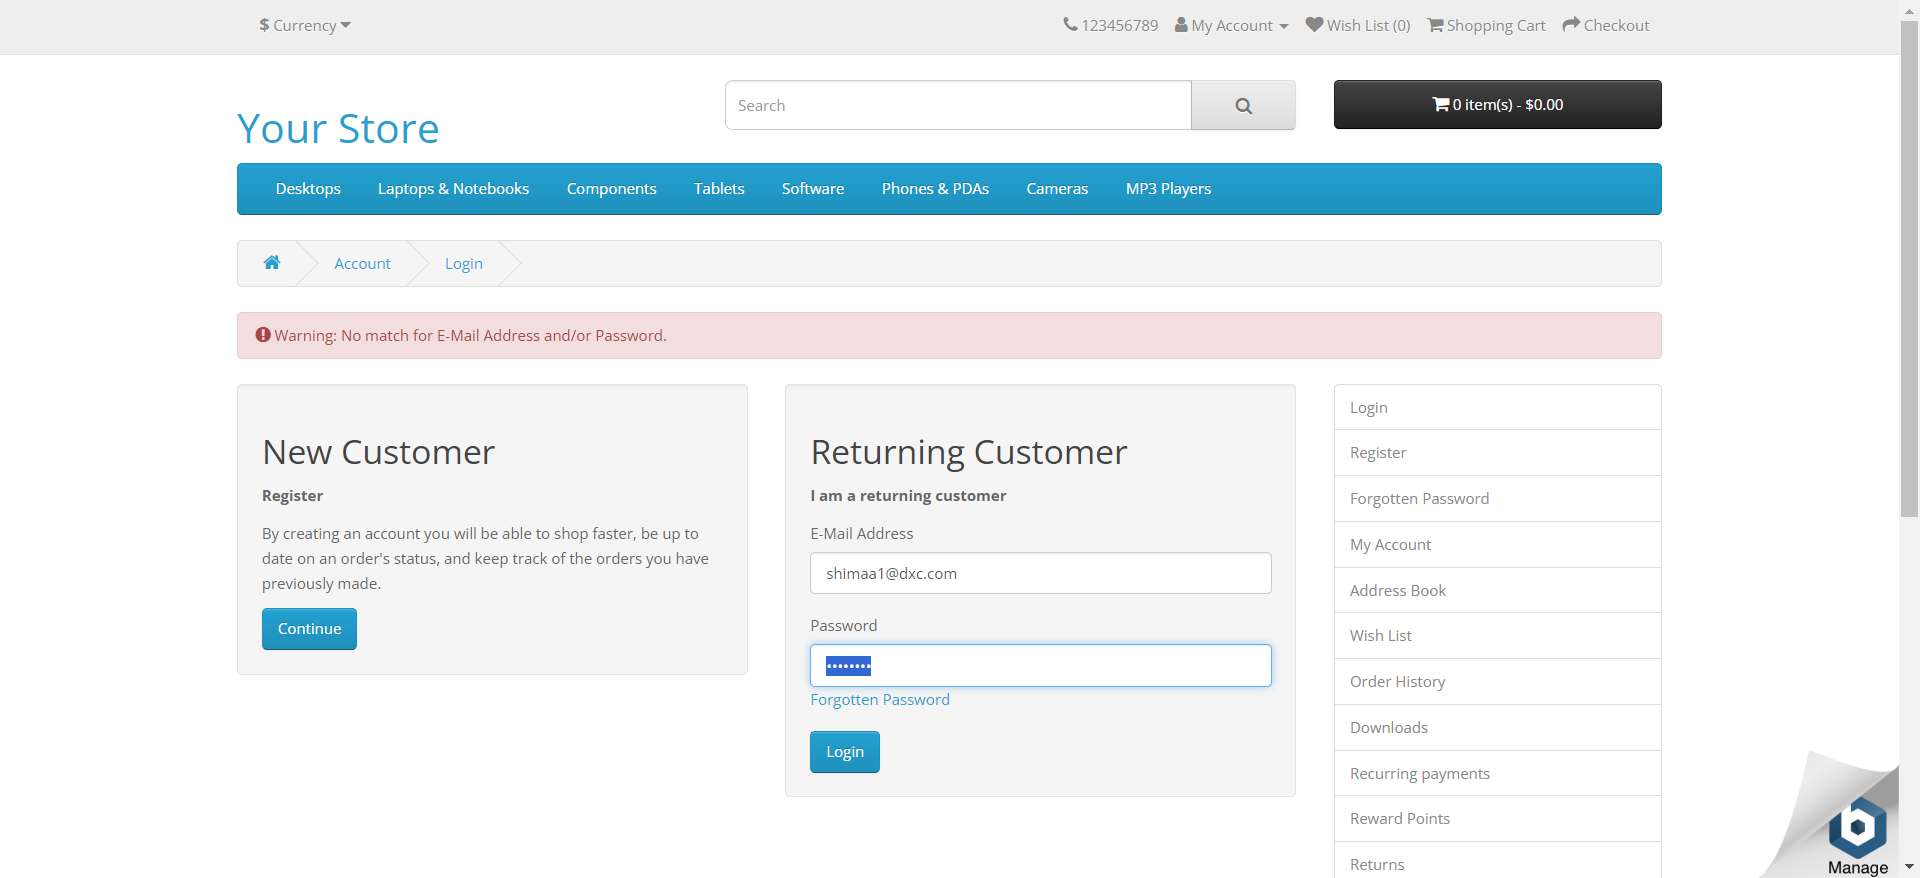 $ Currency
123456789 My Account Wish List (0) Shopping Cart Checkout
Search
0 item(s) - $0.00
Your Store
Desktops Laptops & Notebooks Components Tablets Software Phones & PDAs Cameras MP3 Players
Account Login
Warning: No match for E-Mail Address and/or Password.
New Customer
Register
By creating an account you will be able to shop faster, be up to
date on an order's status, and keep track of the orders you have
previously made.
Continue
Returning Customer
I am a returning customer
E-Mail Address
shimaa1@dxc.com
Password
••••••••
Forgotten Password
Login
Login
Register
Forgotten Password
My Account
Address Book
Wish List
Order History
Downloads
Recurring payments
Reward Points
Returns
b
Manage